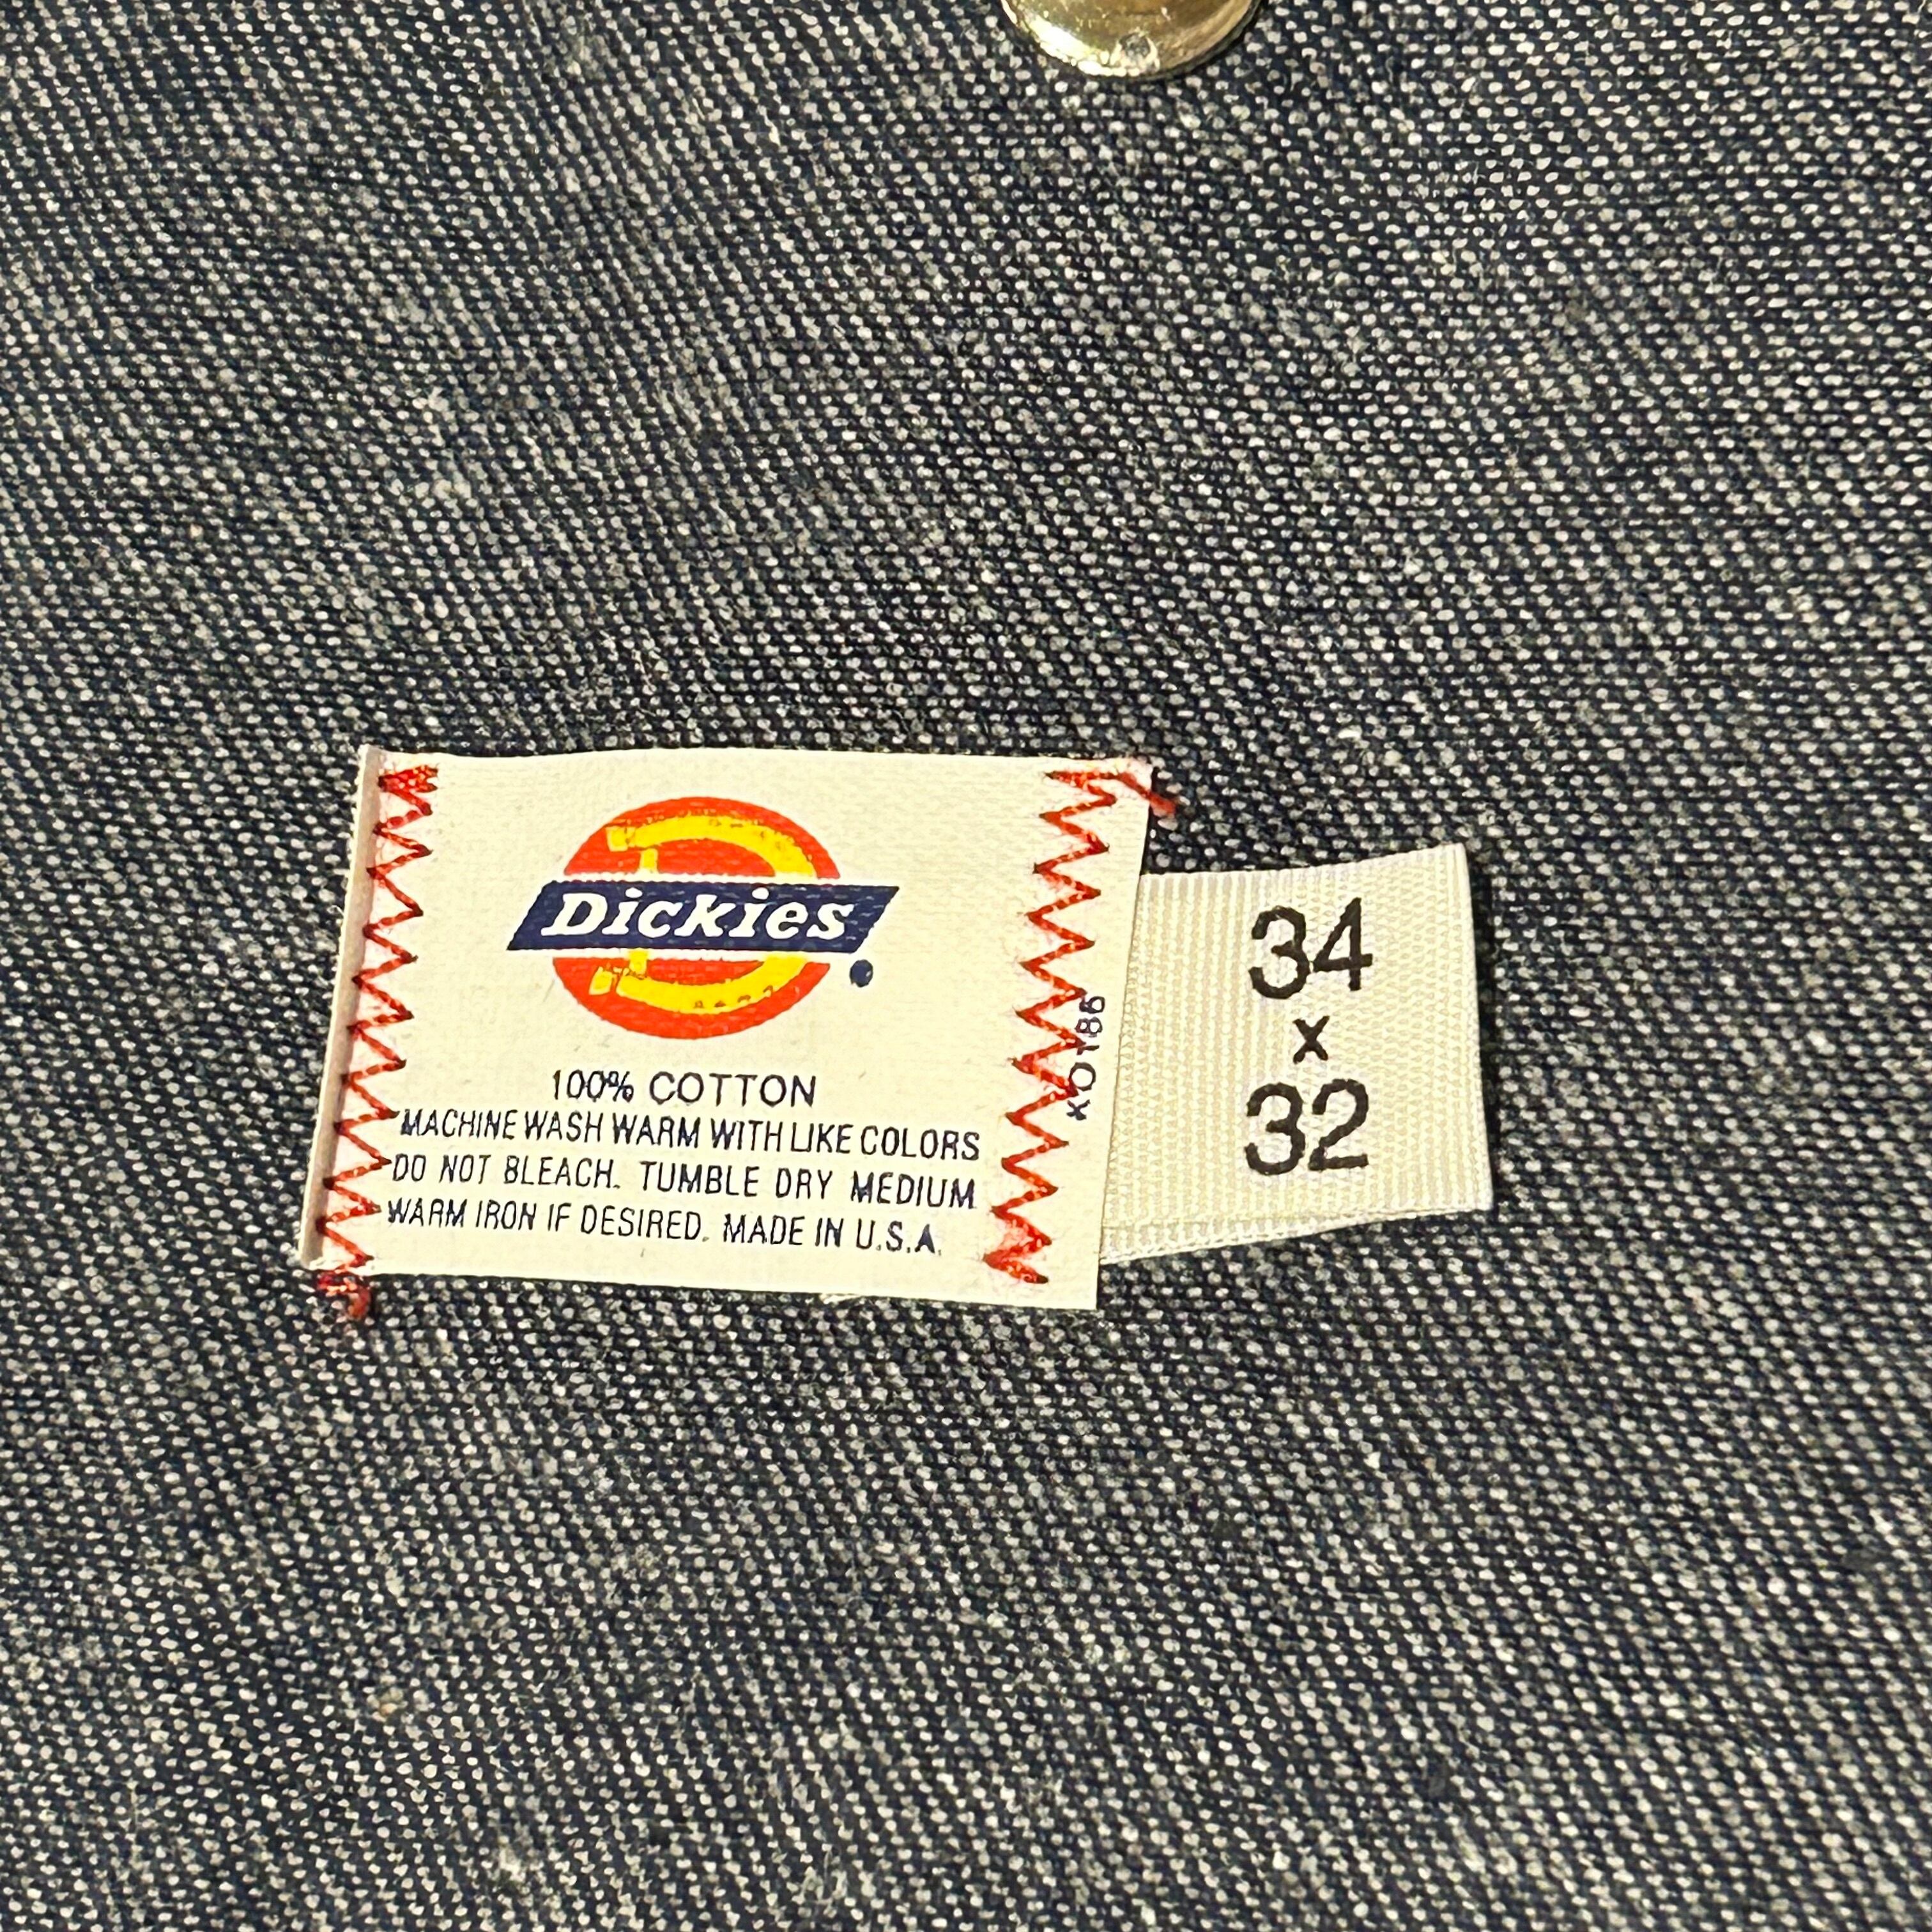 Dickies
100% COTTON
MACHINE WASH WARM WITH LIKE COLORS
DO NOT BLEACH. TUMBLE DRY MEDIUM
WARM IRON IF DESIRED. MADE IN U.S.A.
34
x
32